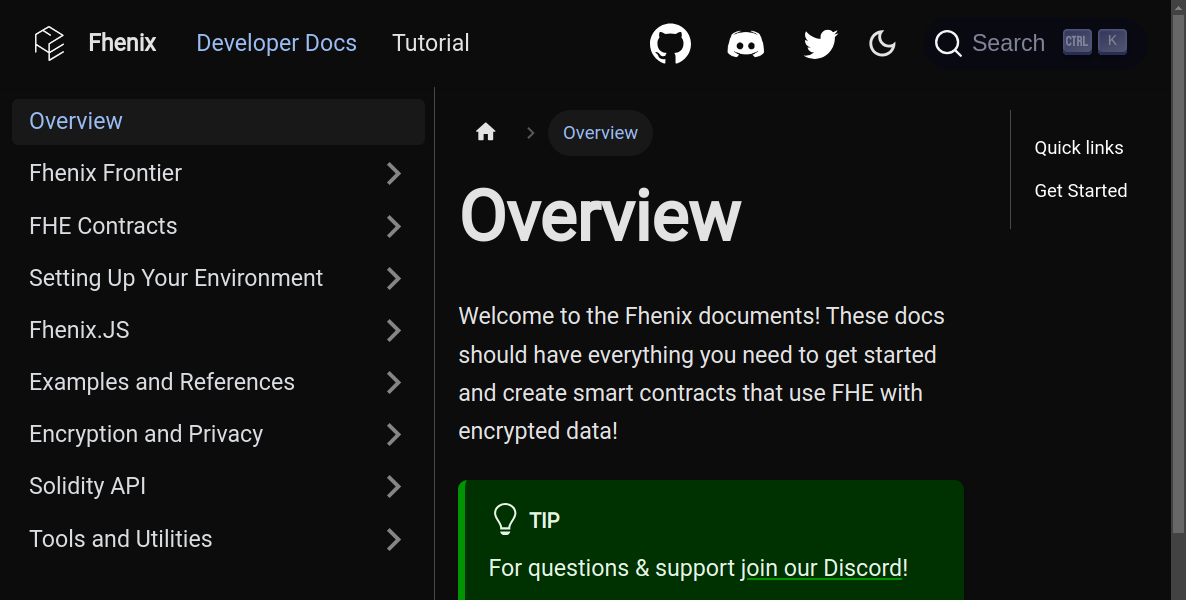 Fhenix Developer Docs Tutorial Search CTRL K
Overview
Fhenix Frontier
FHE Contracts
Setting Up Your Environment
Fhenix.JS
Examples and References
Encryption and Privacy
Solidity API
Tools and Utilities
Overview
Overview
Welcome to the Fhenix documents! These docs
should have everything you need to get started
and create smart contracts that use FHE with
encrypted data!
TIP
For questions & support join our Discord!
Quick links
Get Started